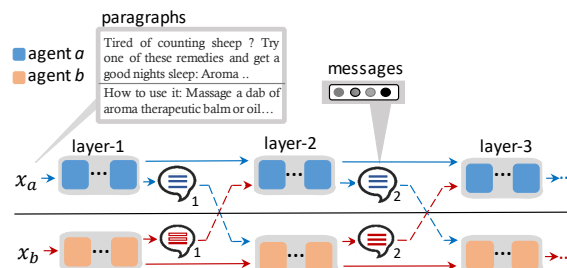 paragraphs
agent a
agent b
Tired of counting sheep ? Try
one of these remedies and get a
good nights sleep: Aroma ..
How to use it: Massage a dab of
aroma therapeutic balm or oil...
messages
layer-1
layer-2
layer-3
x_a
1
2
x_b
1
2